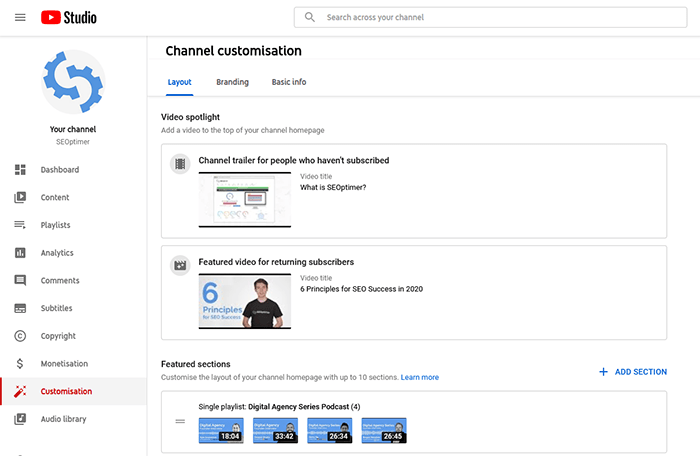 Studio
Search across your channel
Channel customisation
Layout Branding Basic info
Your channel
SEOptimer
Dashboard
Content
Playlists
Analytics
Comments
Subtitles
Copyright
Monetisation
Customisation
Audio library
Video spotlight
Add a video to the top of your channel homepage
Channel trailer for people who haven't subscribed
Video title
What is SEOptimer?
Featured video for returning subscribers
6 Principles for SEO Success
Video title
6 Principles for SEO Success in 2020
Featured sections
Customise the layout of your channel homepage with up to 10 sections. Learn more
ADD SECTION
Single playlist: Digital Agency Series Podcast (4)
18:04 33:42 26:34 26:45